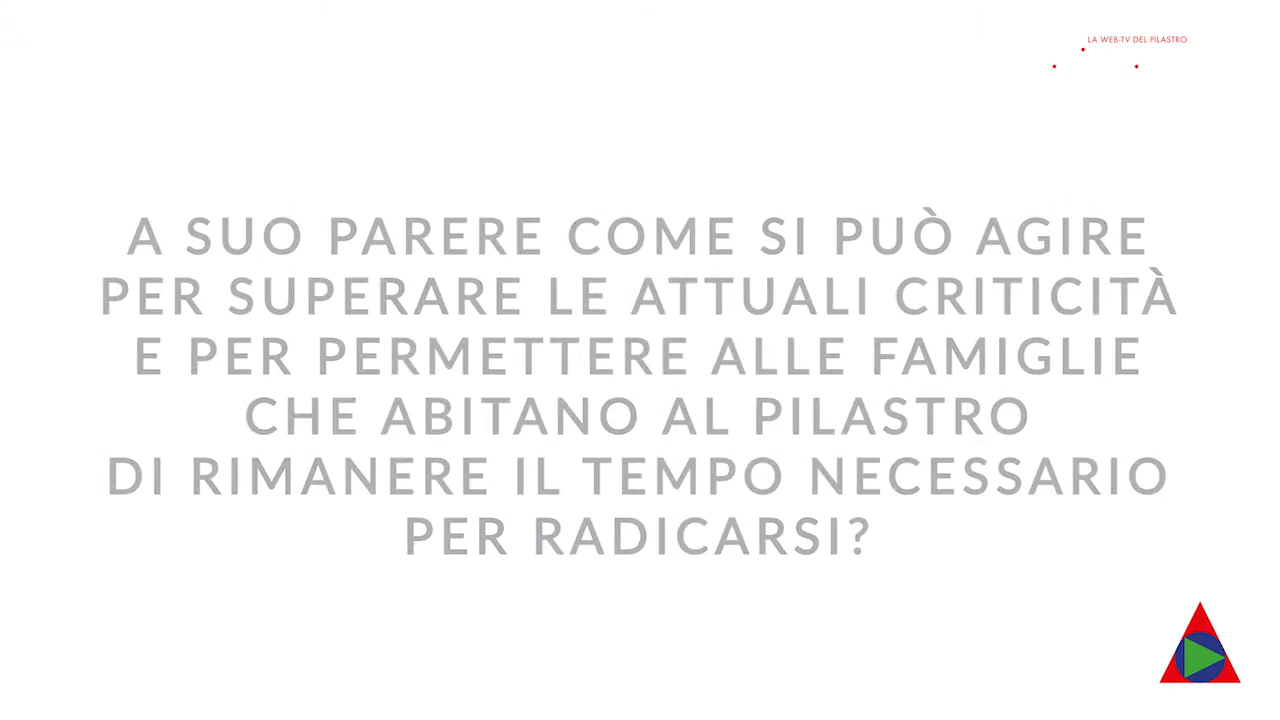 LA WEB-TV DEL PILASTRO
A SUO PARERE COME SI PUÒ AGIRE
PER SUPERARE LE ATTUALI CRITICITÀ
E PER PERMETTERE ALLE FAMIGLIE
CHE ABITANO AL PILASTRO
DI RIMANERE IL TEMPO NECESSARIO
PER RADICARSI?